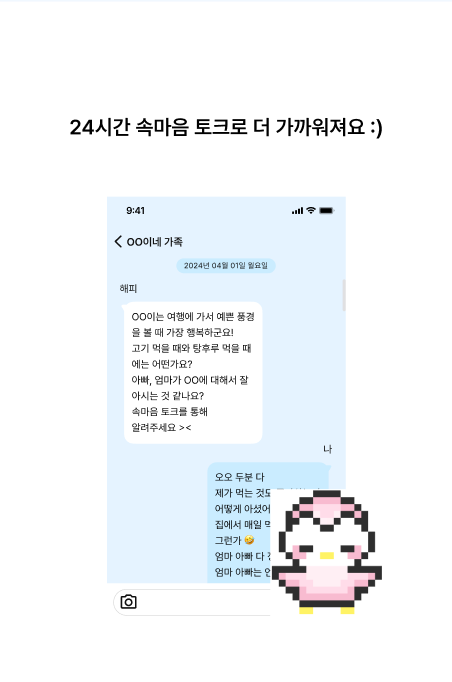 24시간 속마음 토크로 더 가까워져요 :)
9:41
OO이네 가족
2024년 04월 01일 월요일
해피
OO이는 여행에 가서 예쁜 풍경
을 볼 때 가장 행복하군요!
고기 먹을 때와 탕후루 먹을 때
에는 어떤가요?
아빠, 엄마가 OO에 대해서 잘
아시는 것 같나요?
속마음 토크를 통해
알려주세요 ><
나
오오 두분 다
제가 먹는 것도
어떻게 아셨어
집에서 매일
그런가 🤣
엄마 아빠 다
엄마 아빠는